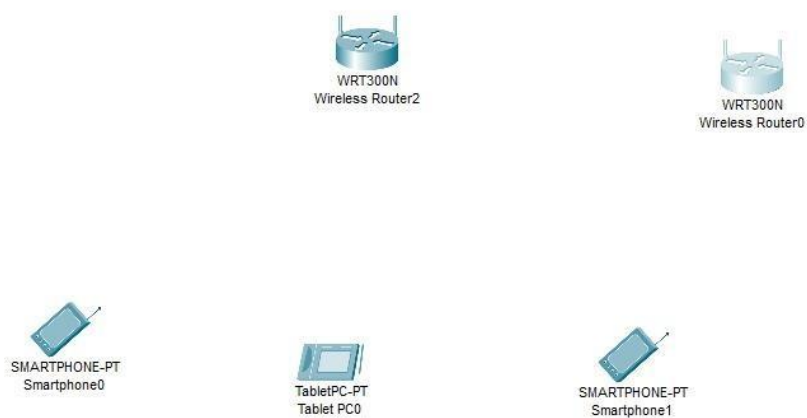 WRT300N
Wireless Router2
WRT300N
Wireless Router0
SMARTPHONE-PT
Smartphone0
TabletPC-PT
Tablet PC0
SMARTPHONE-PT
Smartphone1